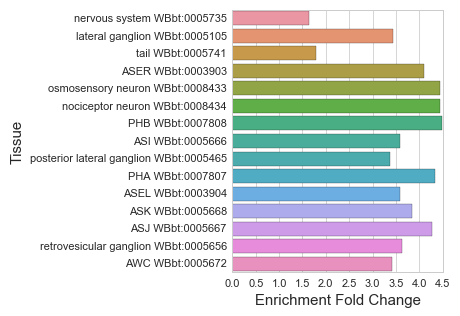 nervous system WBbt:0005735
lateral ganglion WBbt:0005105
tail WBbt:0005741
ASER WBbt:0003903
osmosensory neuron WBbt:0008433
nociceptor neuron WBbt:0008434
PHB WBbt:0007808
ASI WBbt:0005666
posterior lateral ganglion WBbt:0005465
PHA WBbt:0007807
ASEL WBbt:0003904
ASK WBbt:0005668
ASJ WBbt:0005667
retrovesicular ganglion WBbt:0005656
AWC WBbt:0005672
Tissue
0.0 0.5 1.0 1.5 2.0 2.5 3.0 3.5 4.0 4.5
Enrichment Fold Change